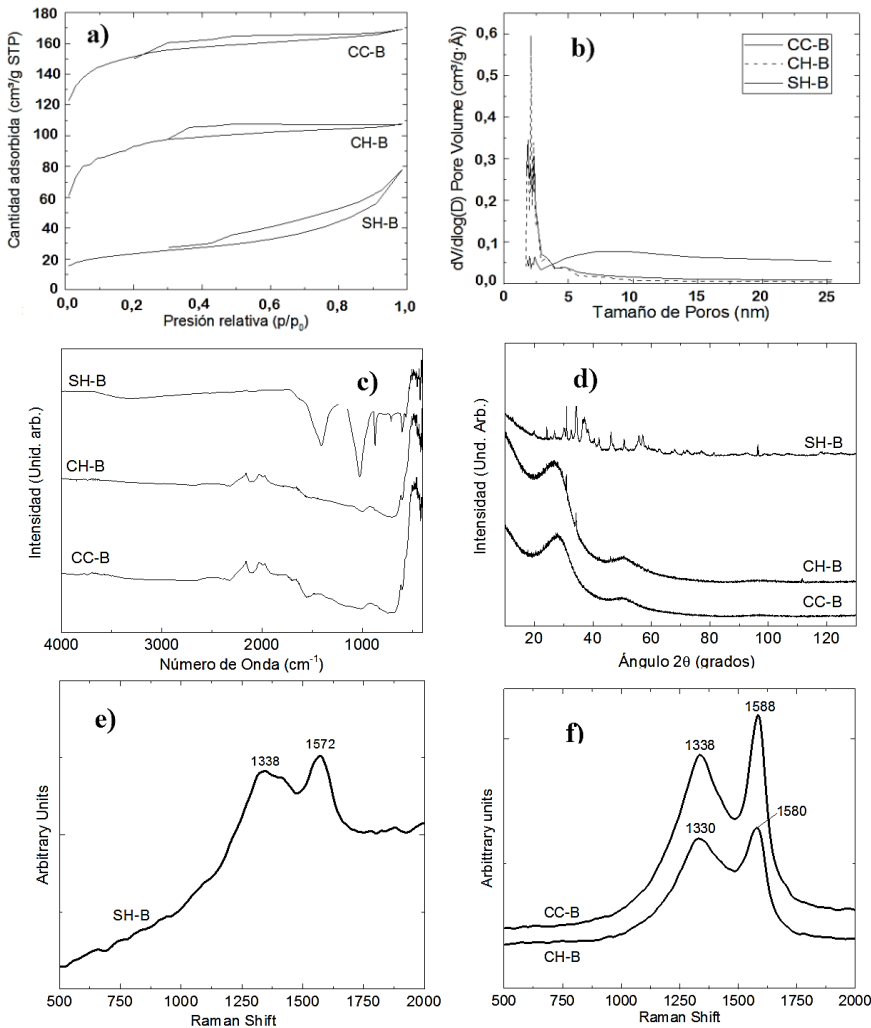 a)
Cantidad adsorbida (cm³/g STP)
180
160
140
120
100
80
60
40
20
0
CC-B
CH-B
SH-B
0,0
0,2
0,4
0,6
0,8
1,0
Presión relativa (p/p₀)
b)
dV/dlog(D) Pore Volume (cm³/g·Å)
0,6
0,5
0,4
0,3
0,2
0,1
0,0
CC-B
CH-B
SH-B
0
5
10
15
20
25
Tamaño de Poros (nm)
c)
Intensidad (Unid. arb.)
SH-B
CH-B
CC-B
4000
3000
2000
1000
Número de Onda (cm⁻¹)
d)
Intensidad (Und. Arb.)
SH-B
CH-B
CC-B
20
40
60
80
100
120
Ángulo 2θ (grados)
e)
Arbitrary Units
1338
1572
SH-B
500
750
1000
1250
1500
1750
2000
Raman Shift
f)
Arbittrary units
1588
1338
1580
1330
CC-B
CH-B
500
750
1000
1250
1500
1750
2000
Raman Shift